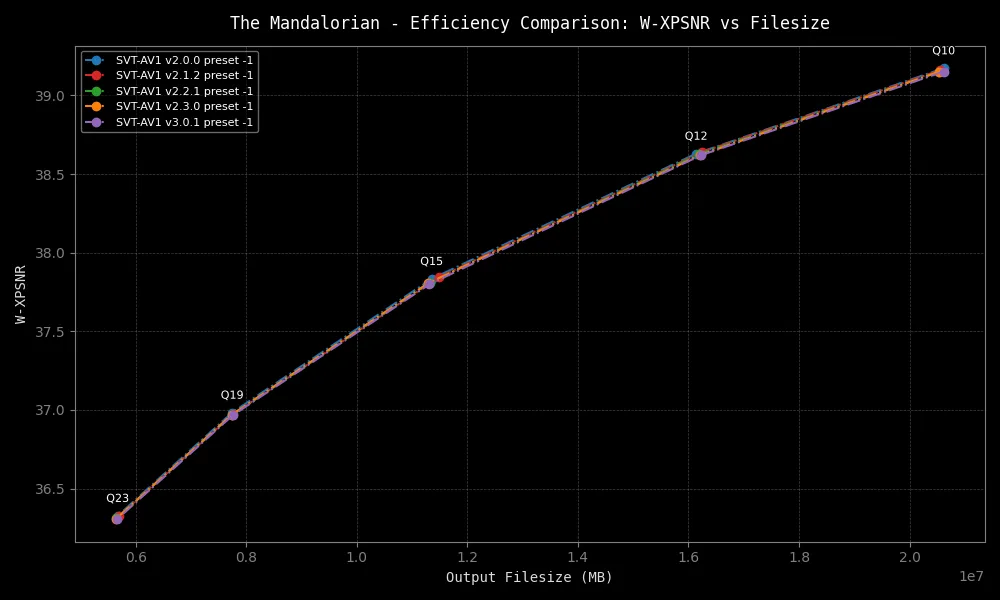 The Mandalorian - Efficiency Comparison: W-XPSNR vs Filesize
SVT-AV1 v2.0.0 preset -1
SVT-AV1 v2.1.2 preset -1
SVT-AV1 v2.2.1 preset -1
SVT-AV1 v2.3.0 preset -1
SVT-AV1 v3.0.1 preset -1
Q10
Q12
Q15
Q19
Q23
39.0
38.5
38.0
37.5
37.0
36.5
W-XPSNR
0.6 0.8 1.0 1.2 1.4 1.6 1.8 2.0
1e7
Output Filesize (MB)